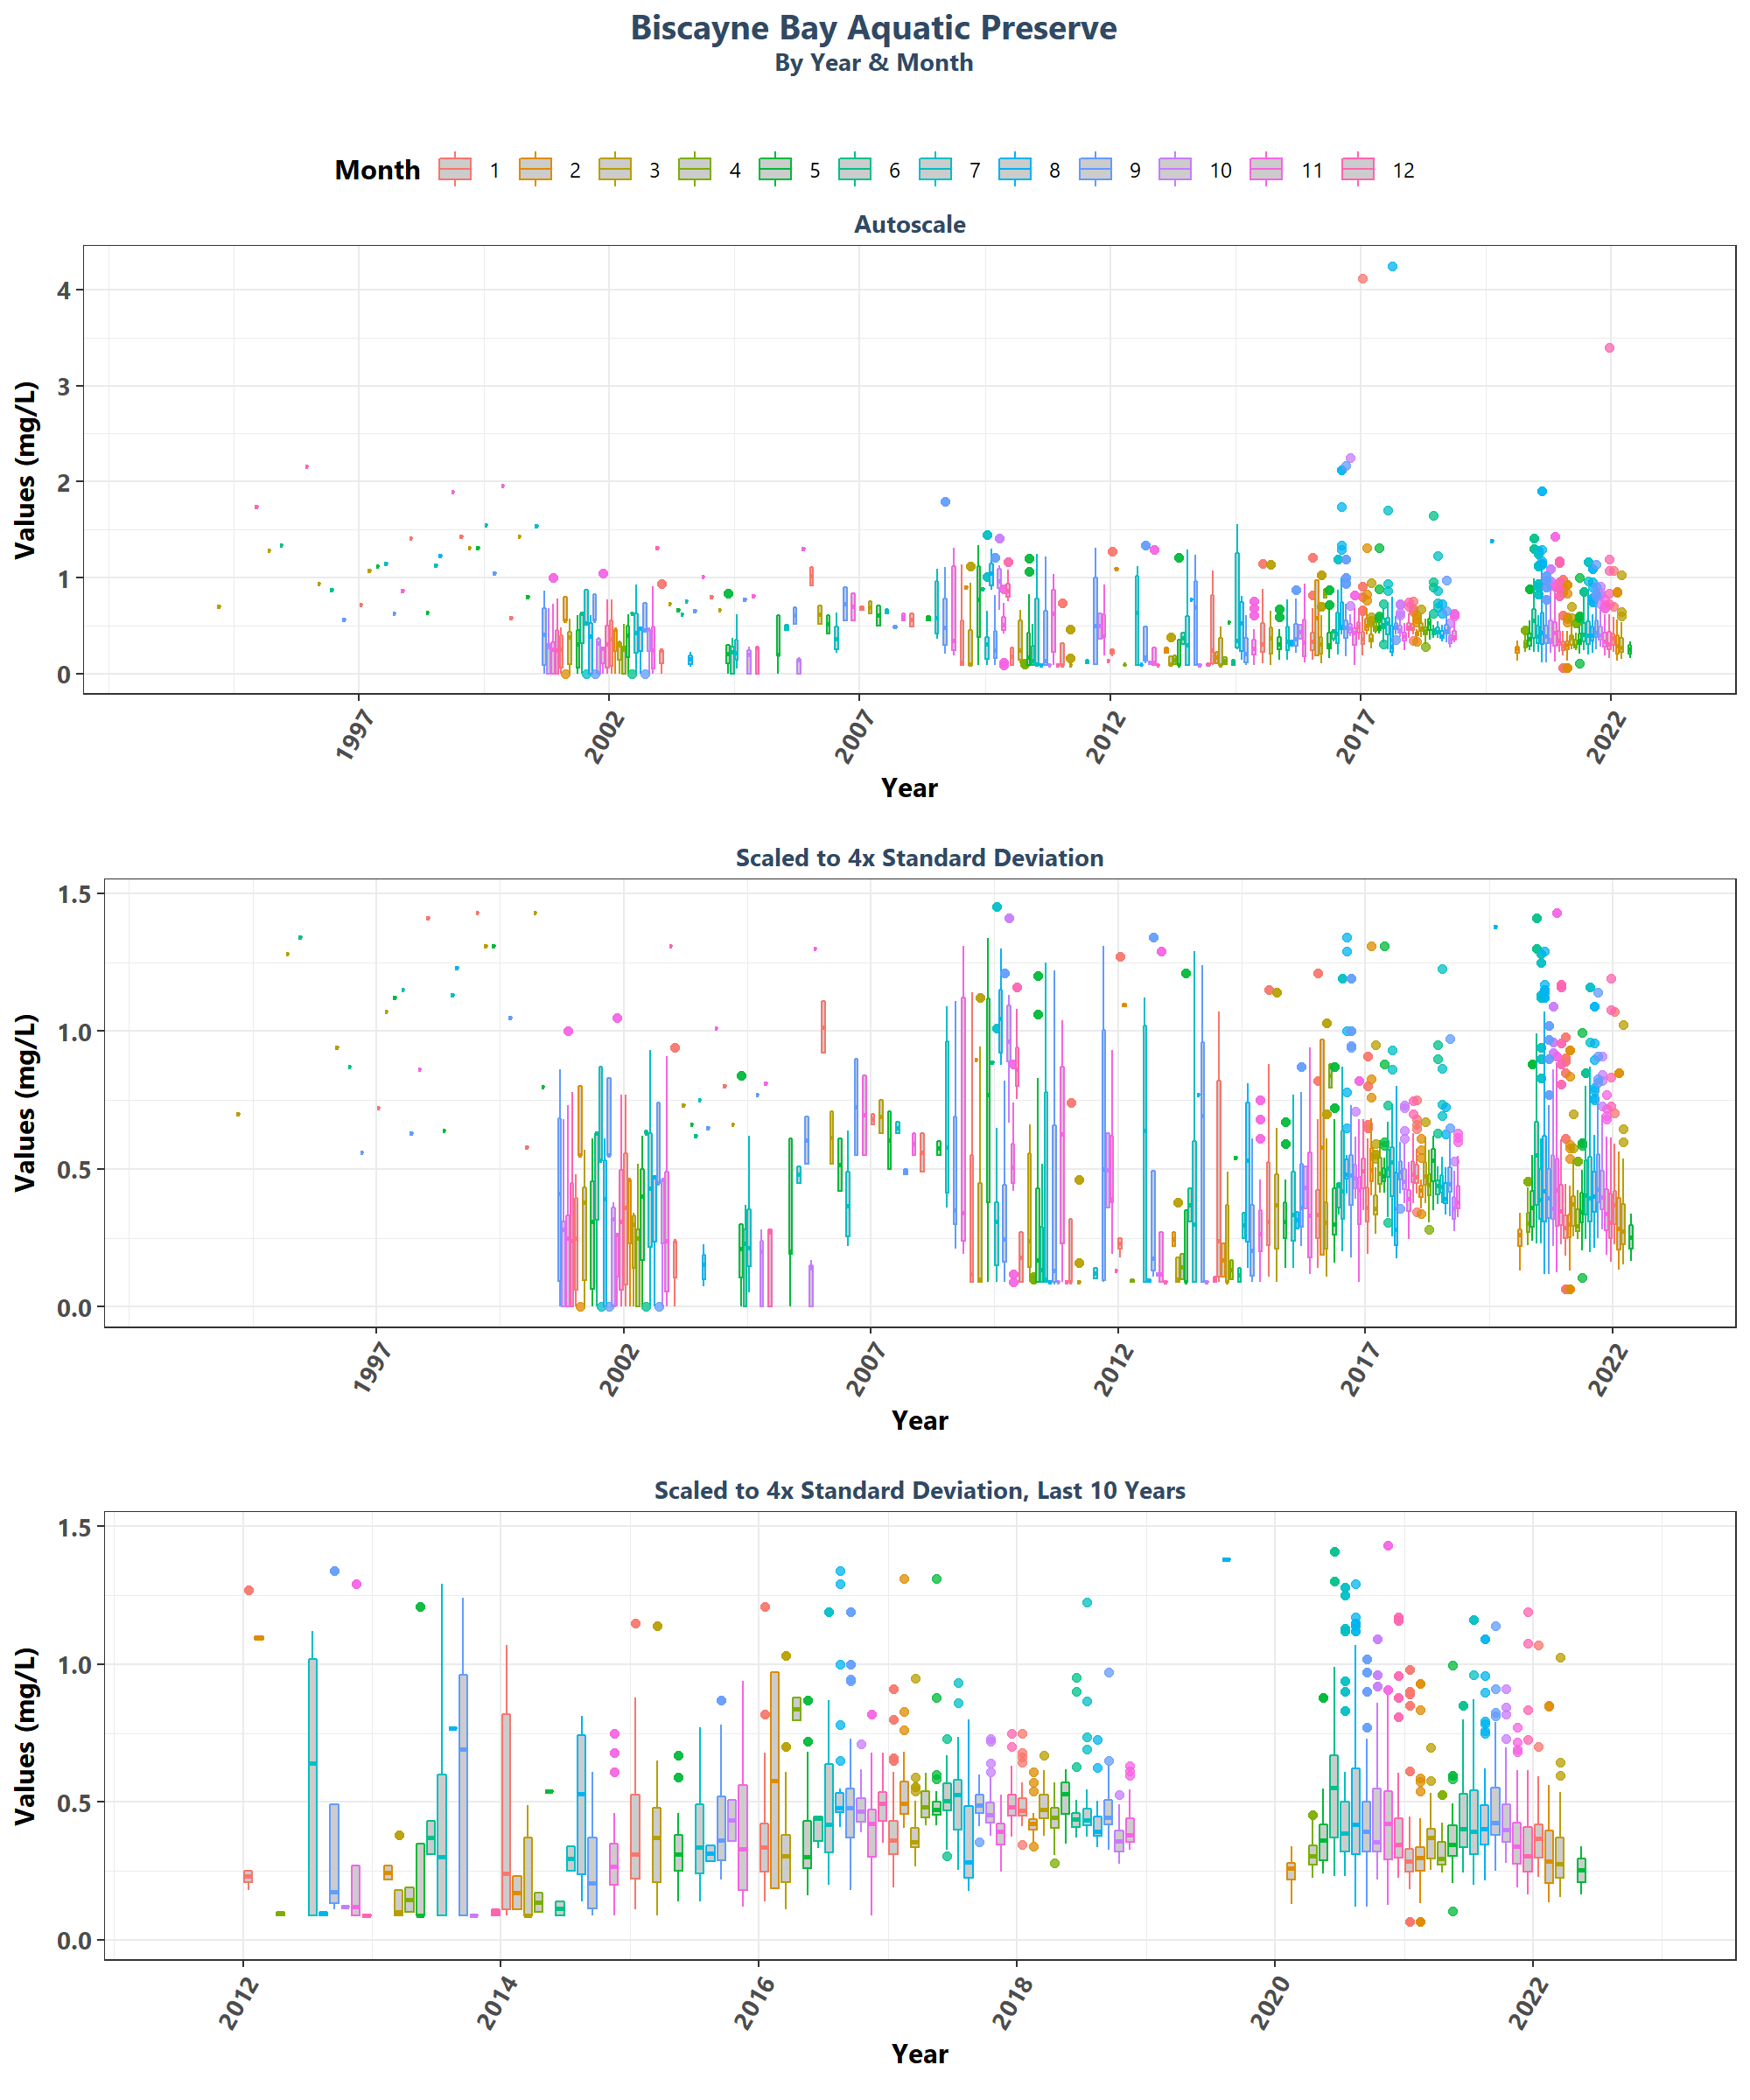 Biscayne Bay Aquatic Preserve
By Year & Month
Month 1 2 3 4 5 6 7 8 9 10 11 12
Autoscale
Values (mg/L)
4
3
2
1
0
1997 2002 2007 2012 2017 2022
Year
Scaled to 4x Standard Deviation
Values (mg/L)
1.5
1.0
0.5
0.0
1997 2002 2007 2012 2017 2022
Year
Scaled to 4x Standard Deviation, Last 10 Years
Values (mg/L)
1.5
1.0
0.5
0.0
2012 2014 2016 2018 2020 2022
Year